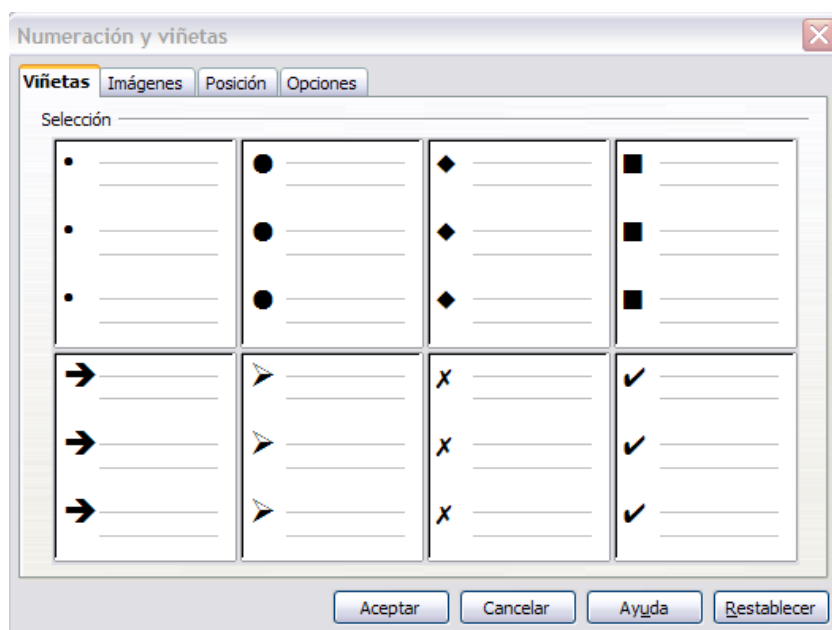 Numeración y viñetas
Viñetas Imágenes Posición Opciones
Selección
Aceptar Cancelar Ayuda Restablecer